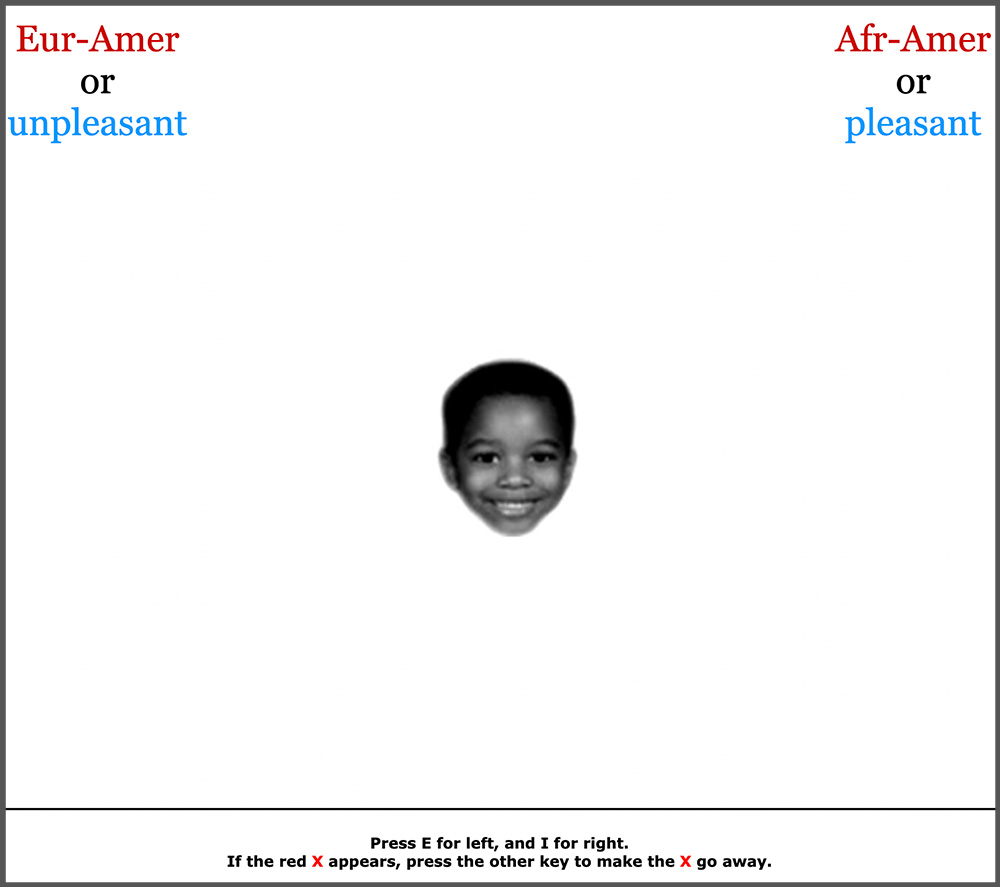 Eur-Amer
or
unpleasant
Afr-Amer
or
pleasant
Press E for left, and I for right.
If the red X appears, press the other key to make the X go away.